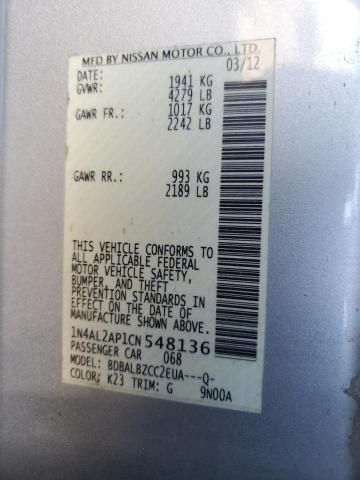 MFD BY NISSAN MOTOR CO., LTD.
DATE: 03/12
GVWR: 1941 KG
4279 LB
GAWR FR.: 1017 KG
2242 LB
GAWR RR.: 993 KG
2189 LB
THIS VEHICLE CONFORMS TO
ALL APPLICABLE FEDERAL
MOTOR VEHICLE SAFETY,
BUMPER, AND THEFT
PREVENTION STANDARDS IN
EFFECT ON THE DATE OF
MANUFACTURE SHOWN ABOVE.
1N4AL2AP1CN548136
PASSENGER CAR 068
MODEL: BDBALBZCC2EUA---Q-
COLOR: K23 TRIM: G 9N00A